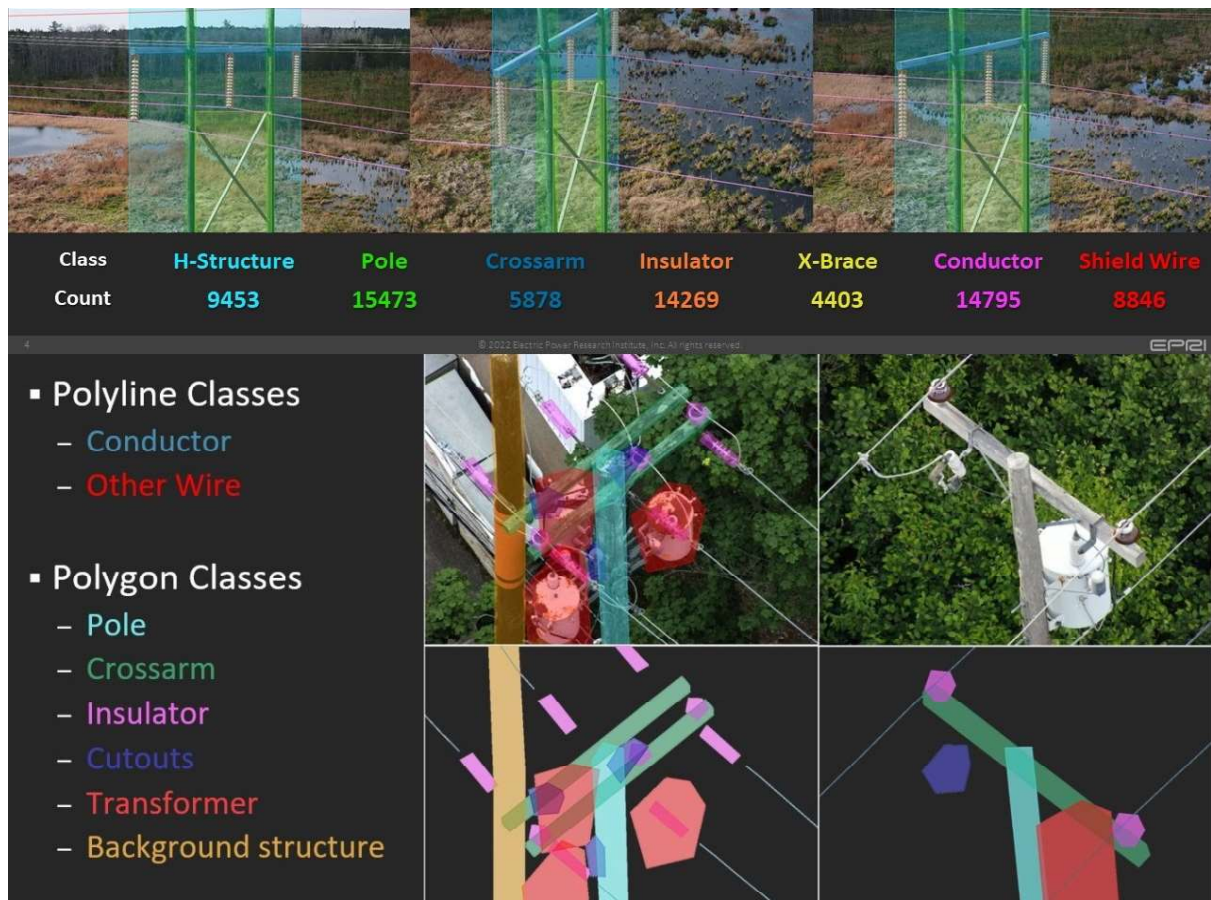 Class H-Structure Pole Crossarm Insulator X-Brace Conductor Shield Wire
Count 9453 15473 5878 14269 4403 14795 8846
4 © 2022 Electric Power Research Institute, Inc. All rights reserved. EPRI
▪ Polyline Classes
– Conductor
– Other Wire
▪ Polygon Classes
– Pole
– Crossarm
– Insulator
– Cutouts
– Transformer
– Background structure